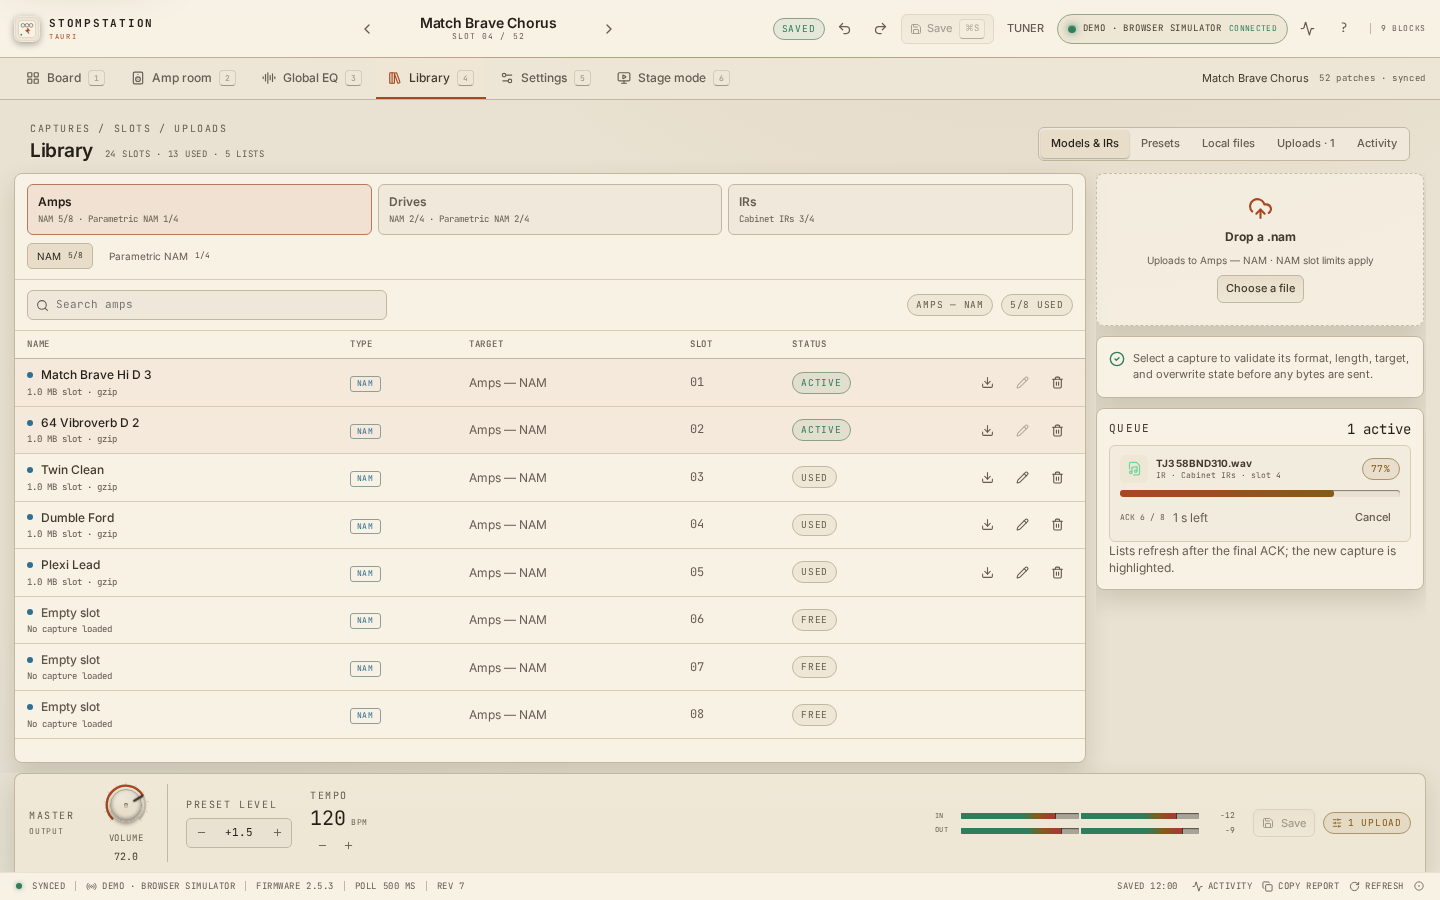 STOMPSTATION
TAURI
Match Brave Chorus
SLOT 04 / 52
SAVED
Save ⌘S
TUNER
DEMO · BROWSER SIMULATOR CONNECTED
?
9 BLOCKS
Board 1
Amp room 2
Global EQ 3
Library 4
Settings 5
Stage mode 6
Match Brave Chorus 52 patches · synced
CAPTURES / SLOTS / UPLOADS
Library 24 SLOTS · 13 USED · 5 LISTS
Models & IRs
Presets
Local files
Uploads · 1
Activity
Amps
NAM 5/8 · Parametric NAM 1/4
Drives
NAM 2/4 · Parametric NAM 2/4
IRs
Cabinet IRs 3/4
NAM 5/8
Parametric NAM 1/4
Search amps
AMPS — NAM
5/8 USED
NAME TYPE TARGET SLOT STATUS
Match Brave Hi D 3
1.0 MB slot · gzip
NAM Amps — NAM 01 ACTIVE
64 Vibroverb D 2
1.0 MB slot · gzip
NAM Amps — NAM 02 ACTIVE
Twin Clean
1.0 MB slot · gzip
NAM Amps — NAM 03 USED
Dumble Ford
1.0 MB slot · gzip
NAM Amps — NAM 04 USED
Plexi Lead
1.0 MB slot · gzip
NAM Amps — NAM 05 USED
Empty slot
No capture loaded
NAM Amps — NAM 06 FREE
Empty slot
No capture loaded
NAM Amps — NAM 07 FREE
Empty slot
No capture loaded
NAM Amps — NAM 08 FREE
Drop a .nam
Uploads to Amps — NAM · NAM slot limits apply
Choose a file
Select a capture to validate its format, length, target,
and overwrite state before any bytes are sent.
QUEUE 1 active
TJ358BND310.wav
IR · Cabinet IRs · slot 4
77%
ACK 6 / 8 1 s left Cancel
Lists refresh after the final ACK; the new capture is
highlighted.
MASTER
OUTPUT
VOLUME
72.0
PRESET LEVEL
− +1.5 +
TEMPO
120 BPM
− +
IN -12
OUT -9
Save
1 UPLOAD
SYNCED
DEMO · BROWSER SIMULATOR
FIRMWARE 2.5.3
POLL 500 MS
REV 7
SAVED 12:00
ACTIVITY
COPY REPORT
REFRESH